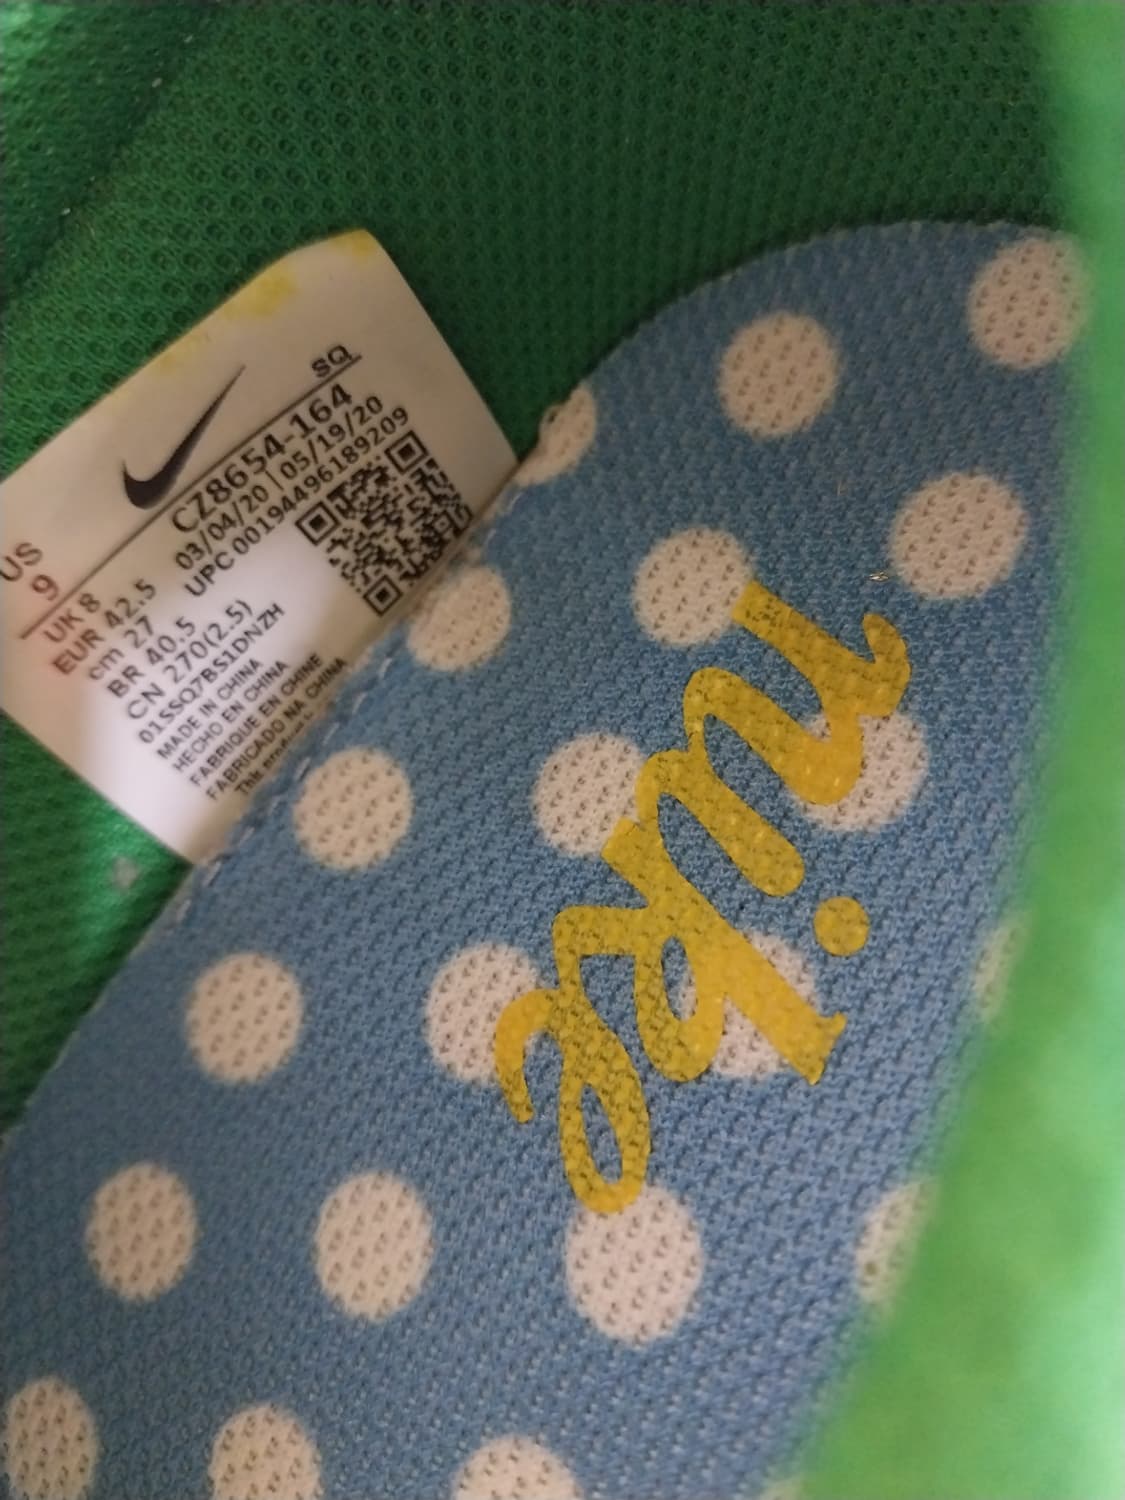 SQ
CZ8654-164
03/04/20 | 05/19/20
UPC 00194496189209
US
9
UK 8
EUR 42.5
cm 27
BR 40.5
CN 270(2.5)
01SSQ7BS1DNZH
MADE IN CHINA
HECHO EN CHINA
FABRIQUE EN CHINE
FABRICADO NA CHINA
This
nike